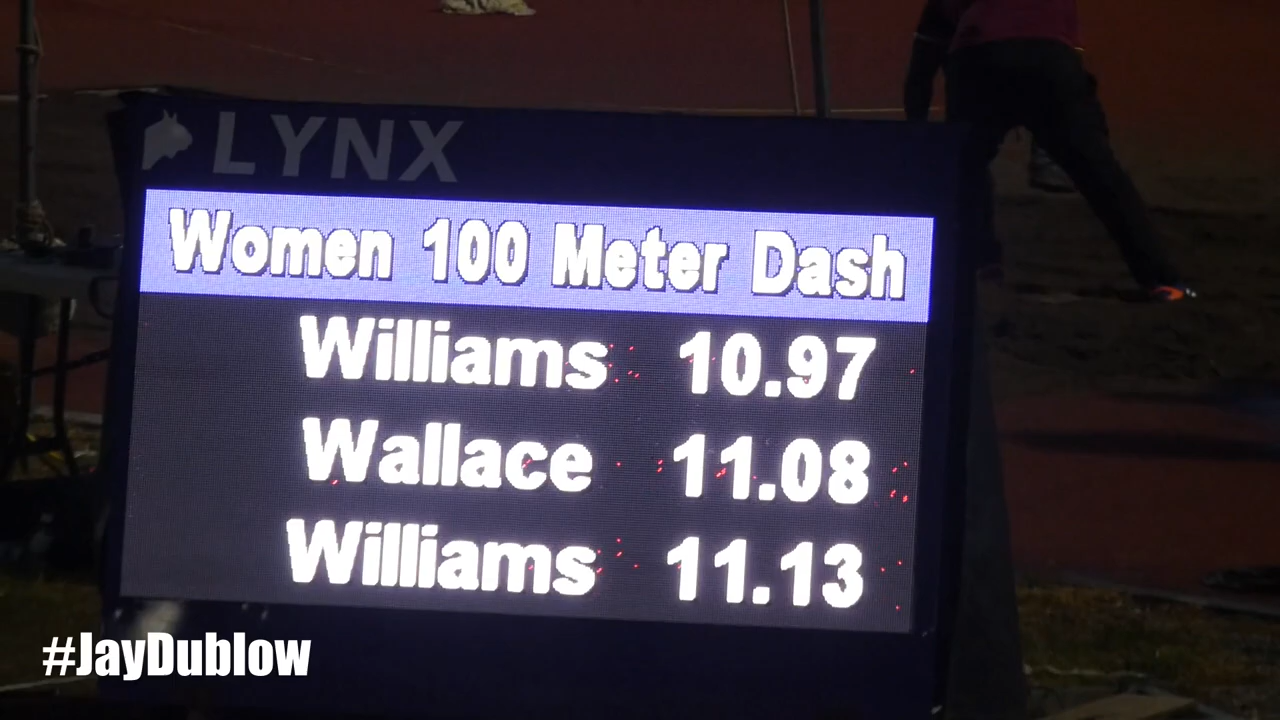 LYNX
Women 100 Meter Dash
Williams 10.97
Wallace 11.08
Williams 11.13
#JayDublow